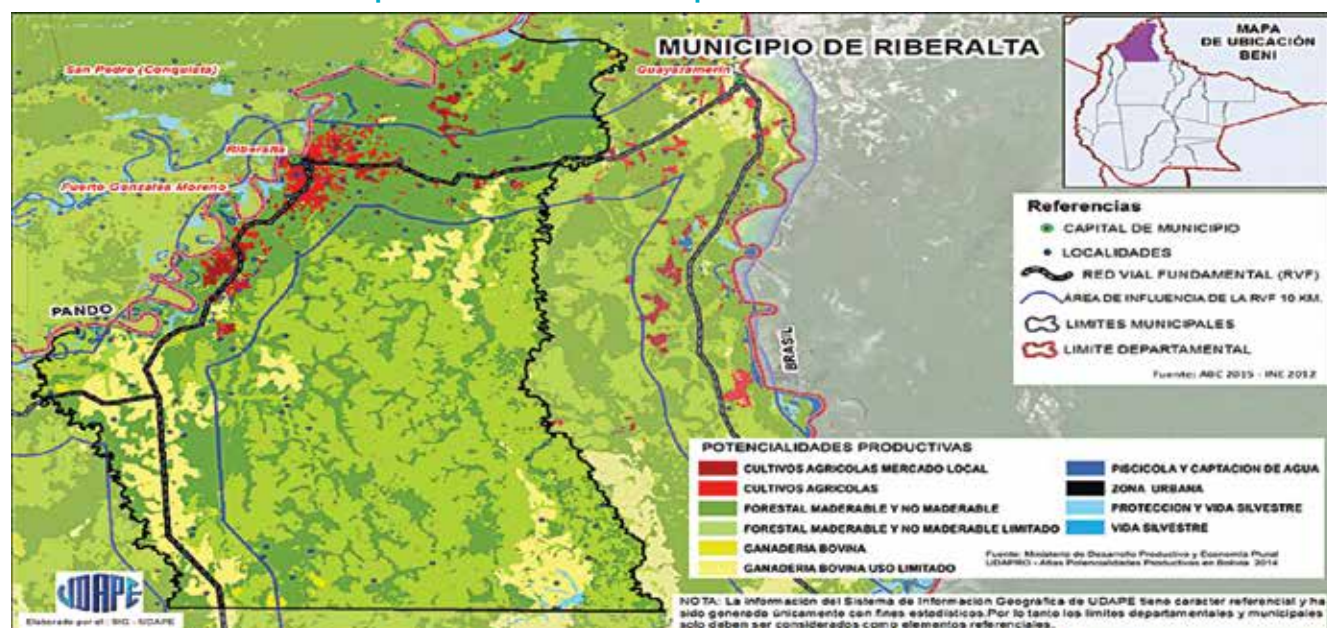 MUNICIPIO DE RIBERALTA
MAPA
DE UBICACIÓN
BENI
San Pedro (Conquista)
Guayaramerín
Riberalta
Puerto Gonzales Moreno
PANDO
BRASIL
Referencias
CAPITAL DE MUNICIPIO
LOCALIDADES
RED VIAL FUNDAMENTAL (RVF)
ÁREA DE INFLUENCIA DE LA RVF 10 KM.
LIMITES MUNICIPALES
LIMITE DEPARTAMENTAL
Fuente: ABC 2015 - INE 2012
POTENCIALIDADES PRODUCTIVAS
CULTIVOS AGRICOLAS MERCADO LOCAL
CULTIVOS AGRICOLAS
FORESTAL MADERABLE Y NO MADERABLE
FORESTAL MADERABLE Y NO MADERABLE LIMITADO
GANADERIA BOVINA
GANADERIA BOVINA USO LIMITADO
PISCICOLA Y CAPTACION DE AGUA
ZONA URBANA
PROTECCION Y VIDA SILVESTRE
VIDA SILVESTRE
Fuente: Ministerio de Desarrollo Productivo y Economía Plural
UDAPRO - Atlas Potencialidades Productivas en Bolivia 2014
UDAPE
Elaborado por el: SIG - UDAPE
NOTA: La información del Sistema de Información Geográfica de UDAPE tiene carácter referencial y ha
sido generado únicamente con fines estadísticos. Por lo tanto los límites departamentales y municipales
solo deben ser considerados como elementos referenciales.